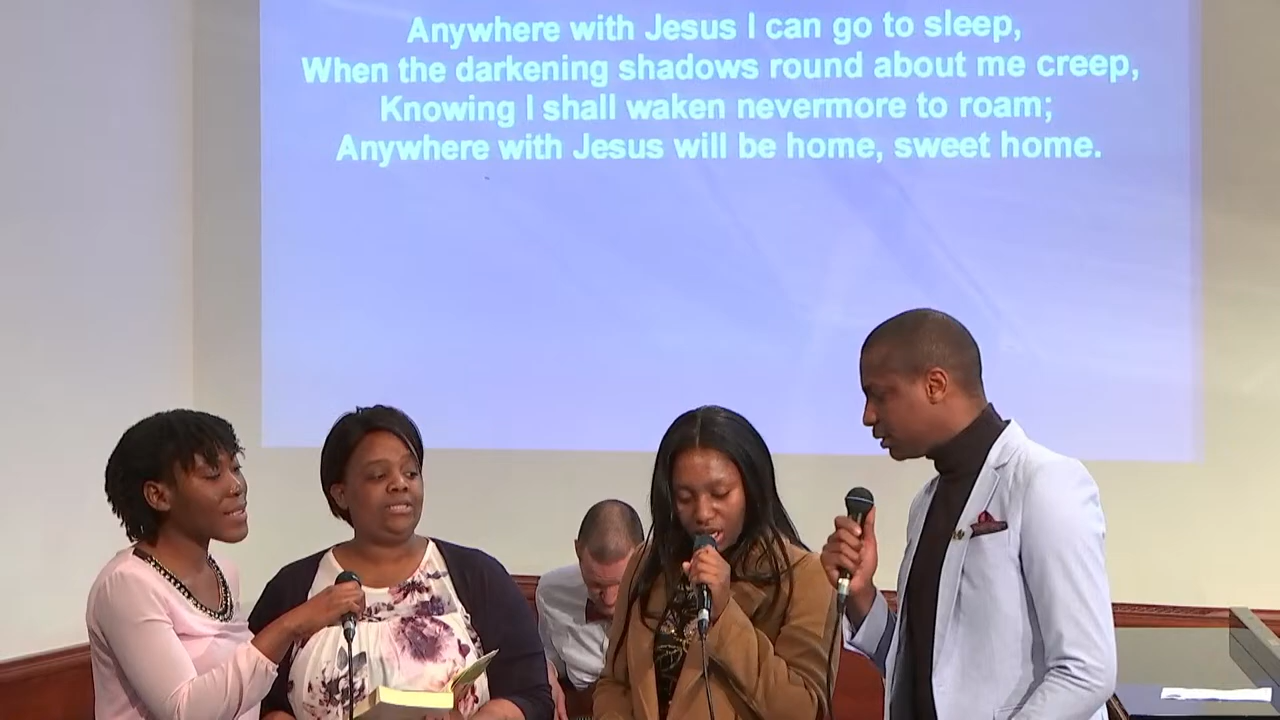 Anywhere with Jesus I can go to sleep,
When the darkening shadows round about me creep,
Knowing I shall waken nevermore to roam;
Anywhere with Jesus will be home, sweet home.